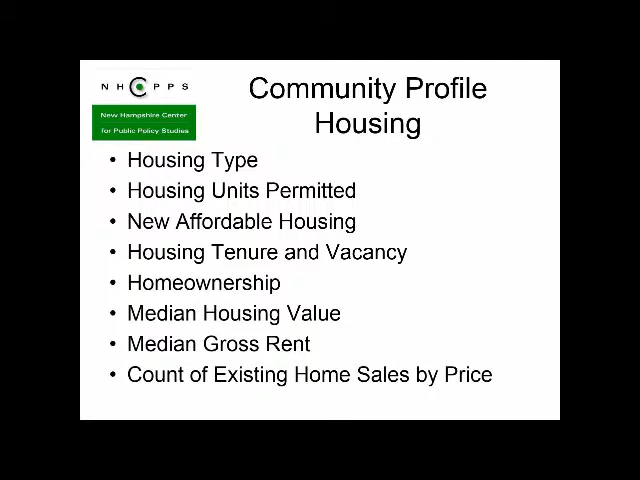 N H C P P S
New Hampshire Center
for Public Policy Studies
Community Profile
Housing
• Housing Type
• Housing Units Permitted
• New Affordable Housing
• Housing Tenure and Vacancy
• Homeownership
• Median Housing Value
• Median Gross Rent
• Count of Existing Home Sales by Price